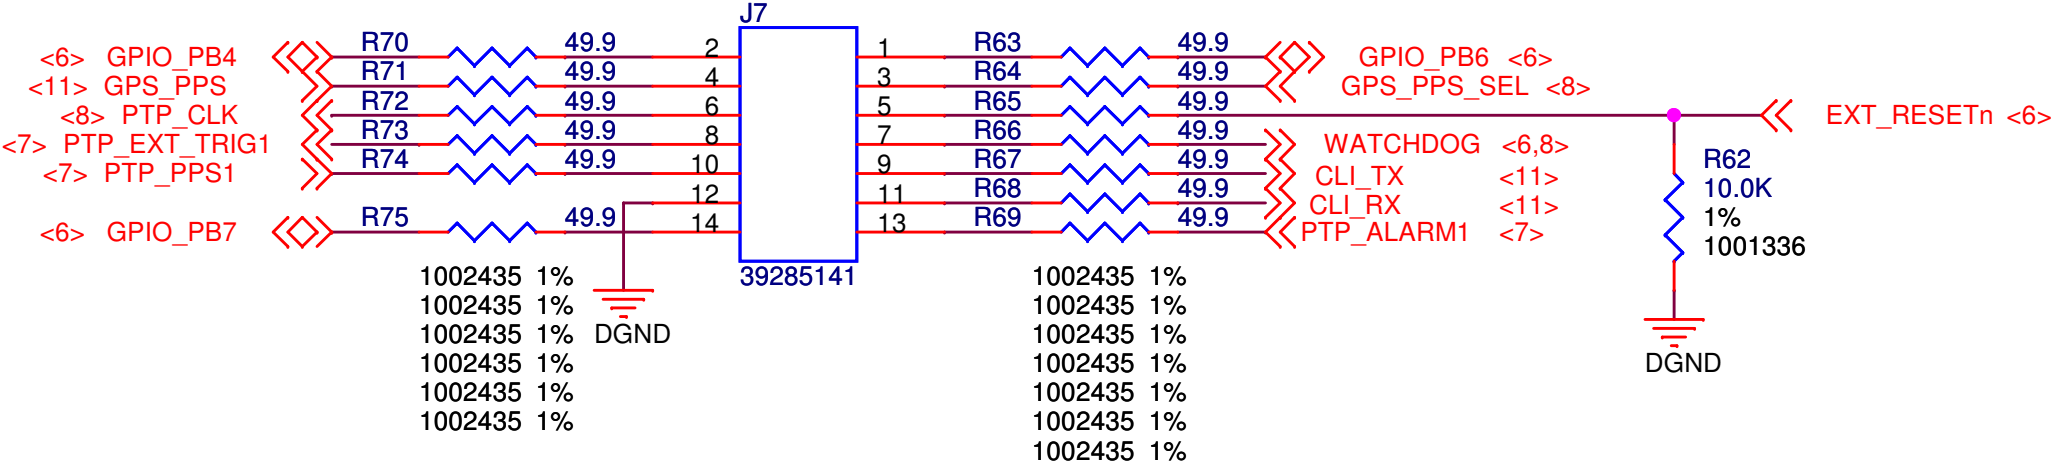 J7
<6> GPIO_PB4 R70 49.9 2 1 R63 49.9 GPIO_PB6 <6>
<11> GPS_PPS R71 49.9 4 3 R64 49.9 GPS_PPS_SEL <8>
<8> PTP_CLK R72 49.9 6 5 R65 49.9 EXT_RESETn <6>
<7> PTP_EXT_TRIG1 R73 49.9 8 7 R66 49.9 WATCHDOG <6,8>
<7> PTP_PPS1 R74 49.9 10 9 R67 49.9 CLI_TX <11>
12 11 R68 49.9 CLI_RX <11>
<6> GPIO_PB7 R75 49.9 14 13 R69 49.9 PTP_ALARM1 <7>
R62
10.0K
1%
1001336
39285141
1002435 1%
1002435 1%
1002435 1%
1002435 1%
1002435 1%
1002435 1%
DGND
1002435 1%
1002435 1%
1002435 1%
1002435 1%
1002435 1%
1002435 1%
1002435 1%
DGND